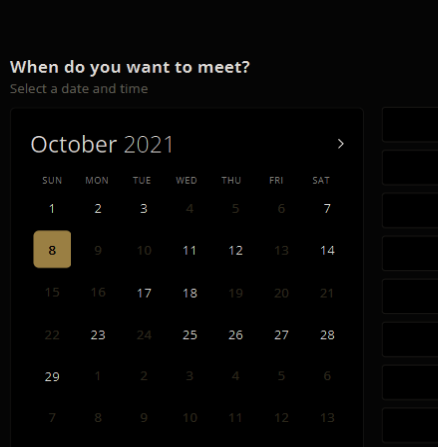 When do you want to meet?
Select a date and time
October 2021
SUN MON TUE WED THU FRI SAT
1 2 3 4 5 6 7
8 9 10 11 12 13 14
15 16 17 18 19 20 21
22 23 24 25 26 27 28
29 1 2 3 4 5 6
7 8 9 10 11 12 13